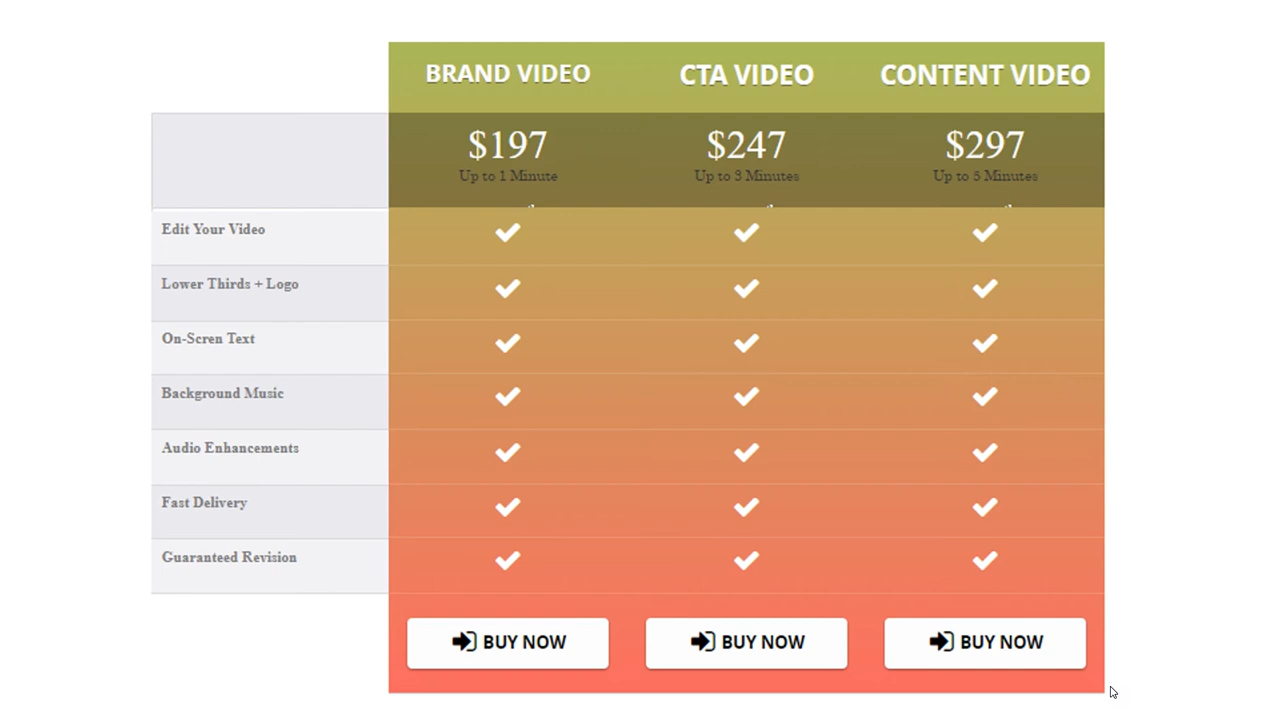 BRAND VIDEO CTA VIDEO CONTENT VIDEO
$197 $247 $297
Up to 1 Minute Up to 3 Minutes Up to 5 Minutes
Edit Your Video
Lower Thirds + Logo
On-Scren Text
Background Music
Audio Enhancements
Fast Delivery
Guaranteed Revision
BUY NOW BUY NOW BUY NOW